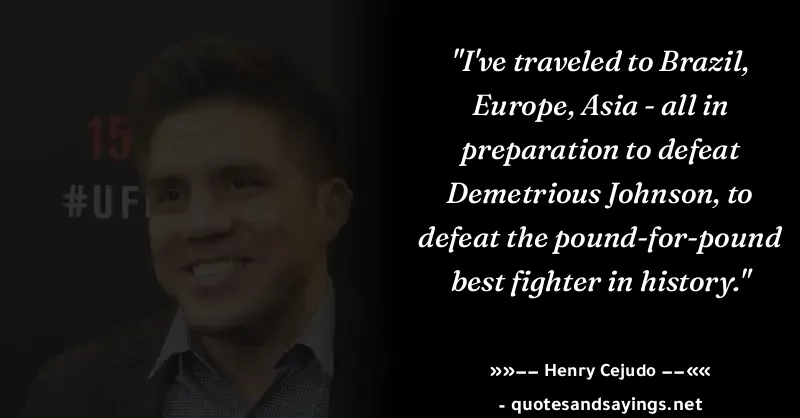 15
#UF
"I've traveled to Brazil,
Europe, Asia - all in
preparation to defeat
Demetrious Johnson, to
defeat the pound-for-pound
best fighter in history."
»»−− Henry Cejudo −−««
- quotesandsayings.net